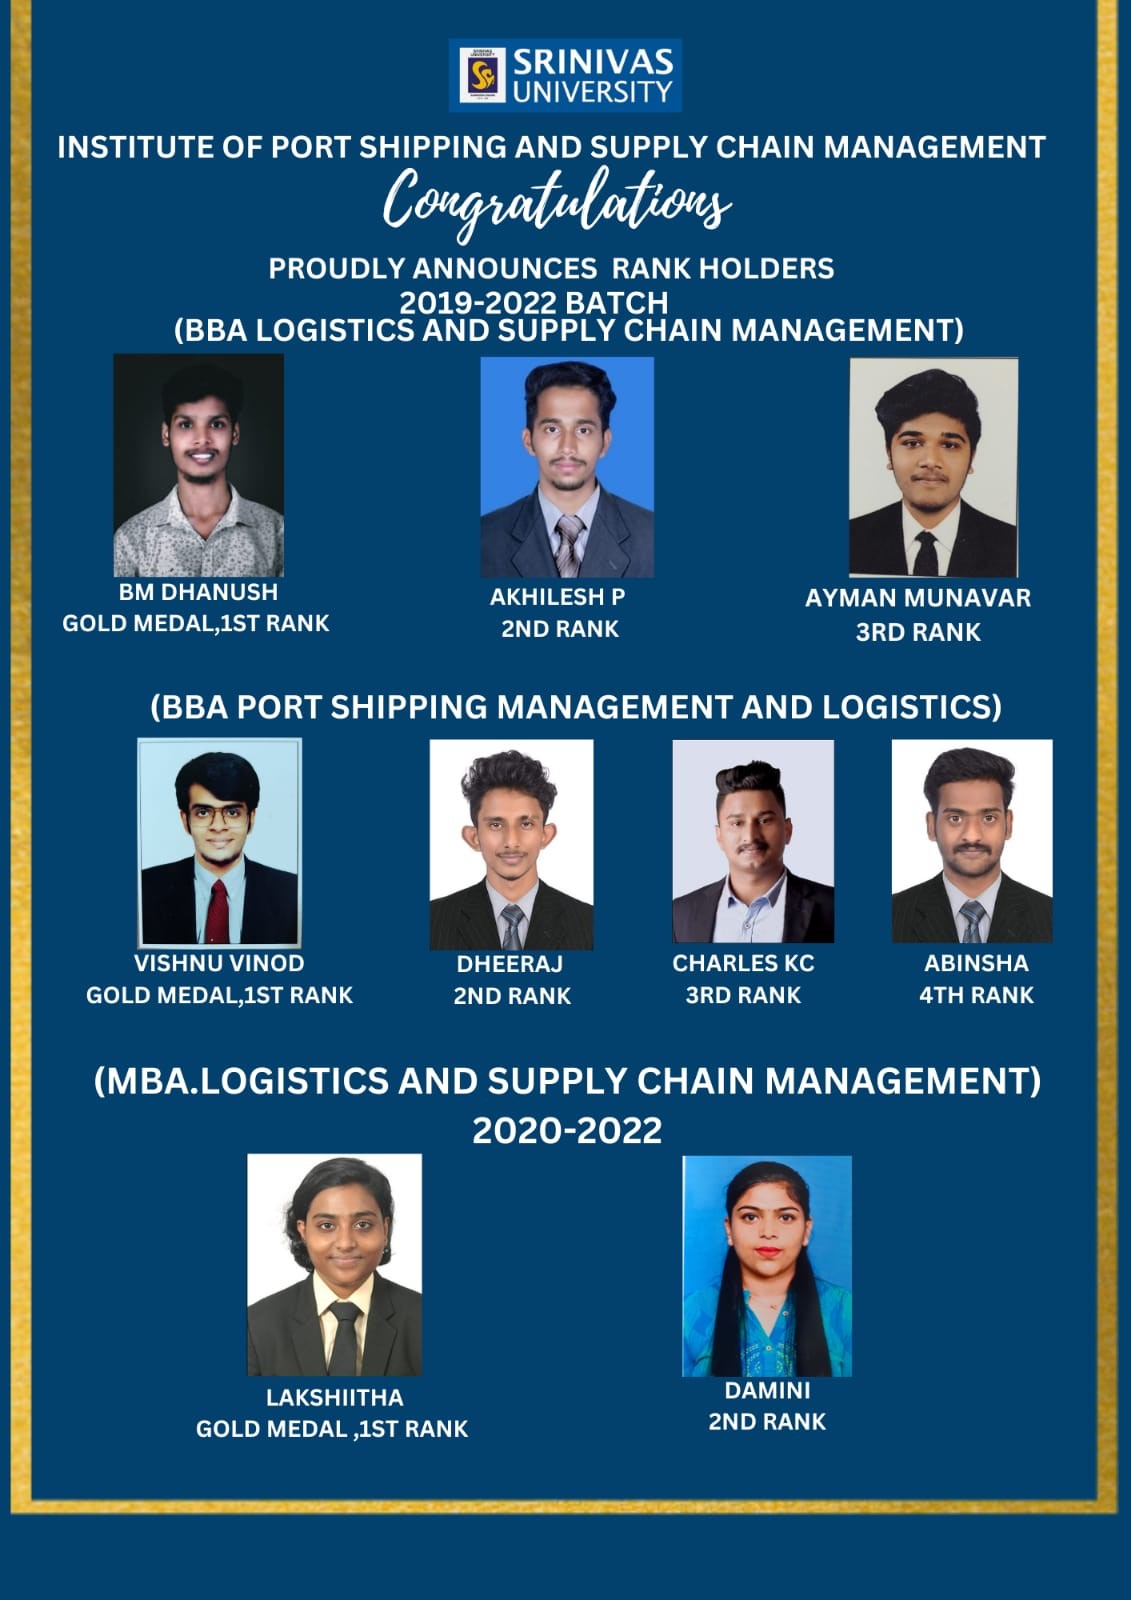 SRINIVAS
UNIVERSITY
INSTITUTE OF PORT SHIPPING AND SUPPLY CHAIN MANAGEMENT
Congratulations
PROUDLY ANNOUNCES RANK HOLDERS
2019-2022 BATCH
(BBA LOGISTICS AND SUPPLY CHAIN MANAGEMENT)
BM DHANUSH
GOLD MEDAL,1ST RANK
AKHILESH P
2ND RANK
AYMAN MUNAVAR
3RD RANK
(BBA PORT SHIPPING MANAGEMENT AND LOGISTICS)
VISHNU VINOD
GOLD MEDAL,1ST RANK
DHEERAJ
2ND RANK
CHARLES KC
3RD RANK
ABINSHA
4TH RANK
(MBA.LOGISTICS AND SUPPLY CHAIN MANAGEMENT)
2020-2022
LAKSHIITHA
GOLD MEDAL ,1ST RANK
DAMINI
2ND RANK